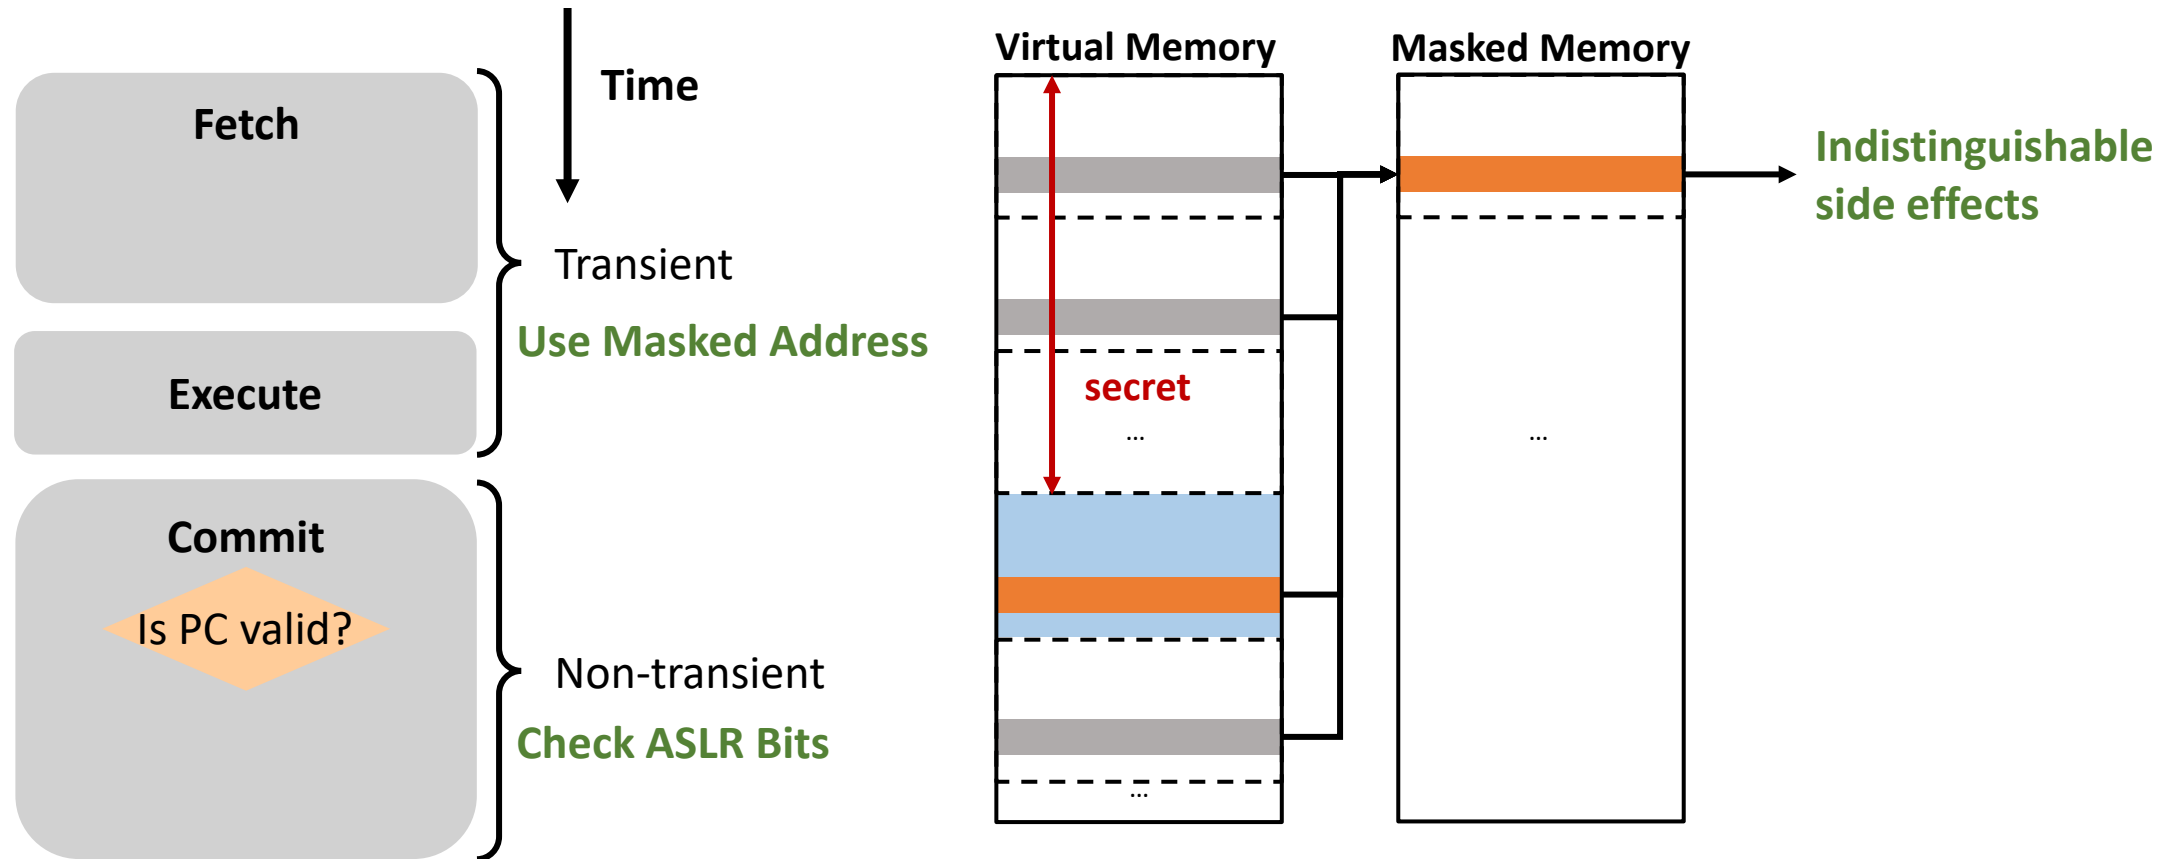 Time
Fetch
Transient
Use Masked Address
Execute
Commit
Is PC valid?
Non-transient
Check ASLR Bits
Virtual Memory
secret
...
...
Masked Memory
...
Indistinguishable
side effects